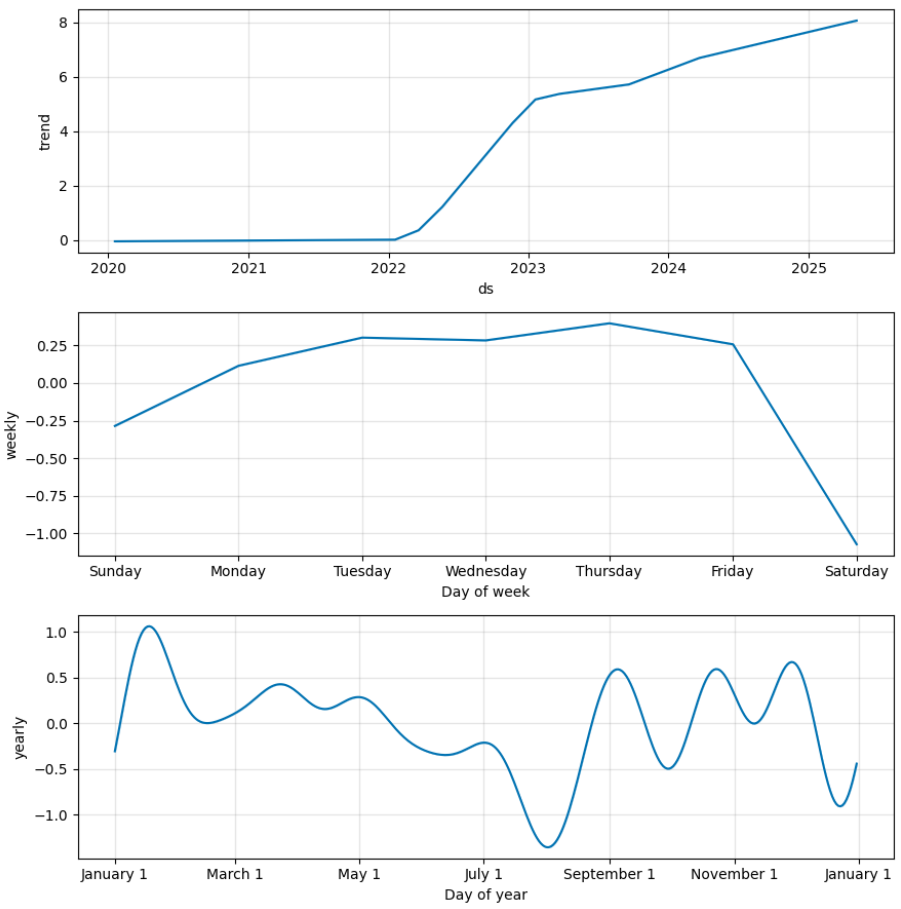 8
6
4
2
0
trend
2020 2021 2022 2023 2024 2025
ds
0.25
0.00
−0.25
−0.50
−0.75
−1.00
weekly
Sunday Monday Tuesday Wednesday Thursday Friday Saturday
Day of week
1.0
0.5
0.0
−0.5
−1.0
yearly
January 1 March 1 May 1 July 1 September 1 November 1 January 1
Day of year